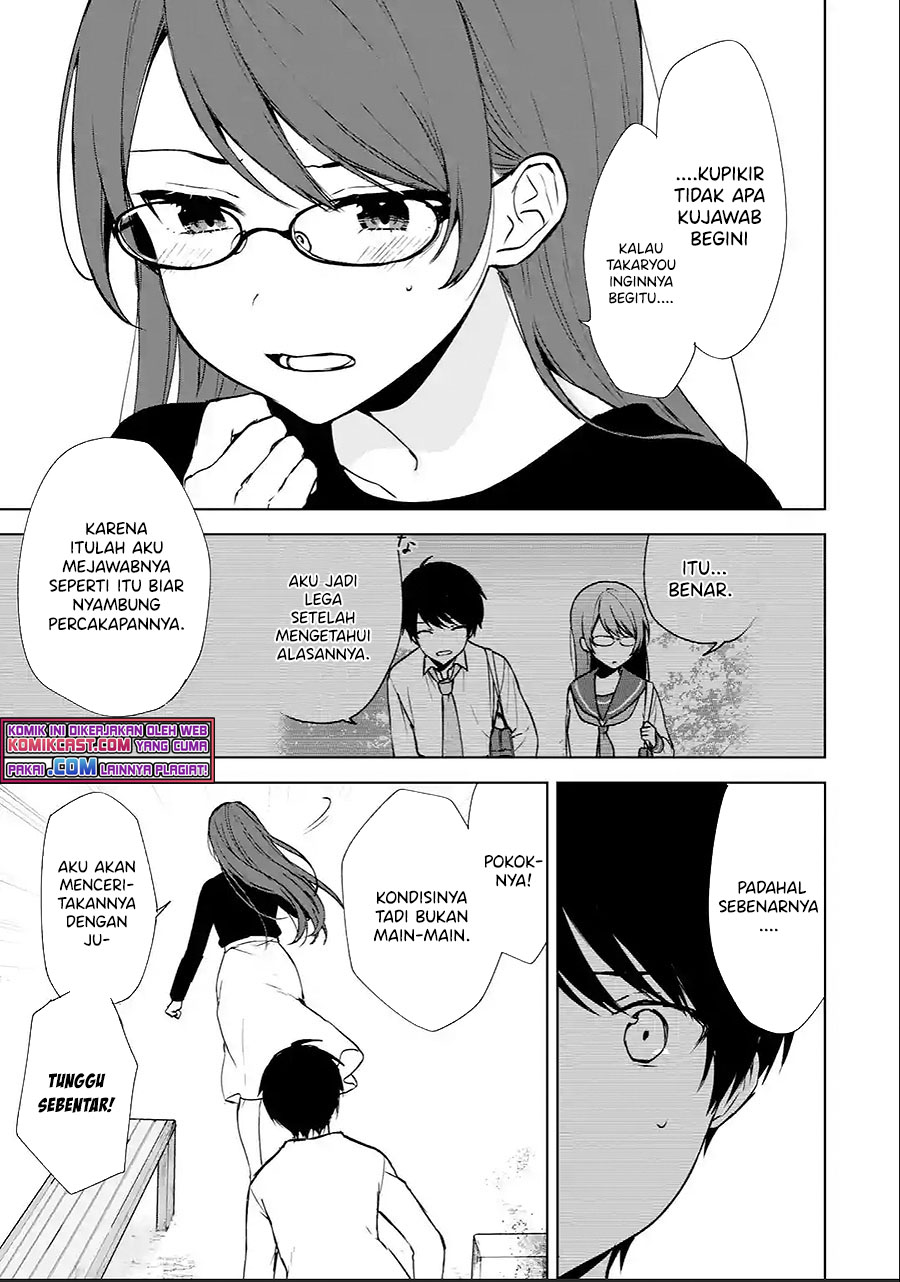 ....KUPIKIR
TIDAK APA
KUJAWAB
BEGINI
KALAU
TAKARYOU
INGINNYA
BEGITU....
ITU...
BENAR.
な
AKU JADI
LEGA
SETELAH
MENGETAHUI
ALASANNYA.
KARENA
ITULAH AKU
MEJAWABNYA
SEPERTI ITU BIAR
NYAMBUNG
PERCAKAPANNYA.
KOMIK INI DIKERJAKAN OLEH WEB
KOMIKCAST.COM YANG CUMA
PAKAI .COM LAINNYA PLAGIAT!
PADAHAL
SEBENARNYA
....
POKOK-
NYA!
KONDISINYA
TADI BUKAN
MAIN-MAIN.
AKU AKAN
MENCERI-
TAKANNYA
DENGAN
JU-
TUNGGU
SEBENTAR!